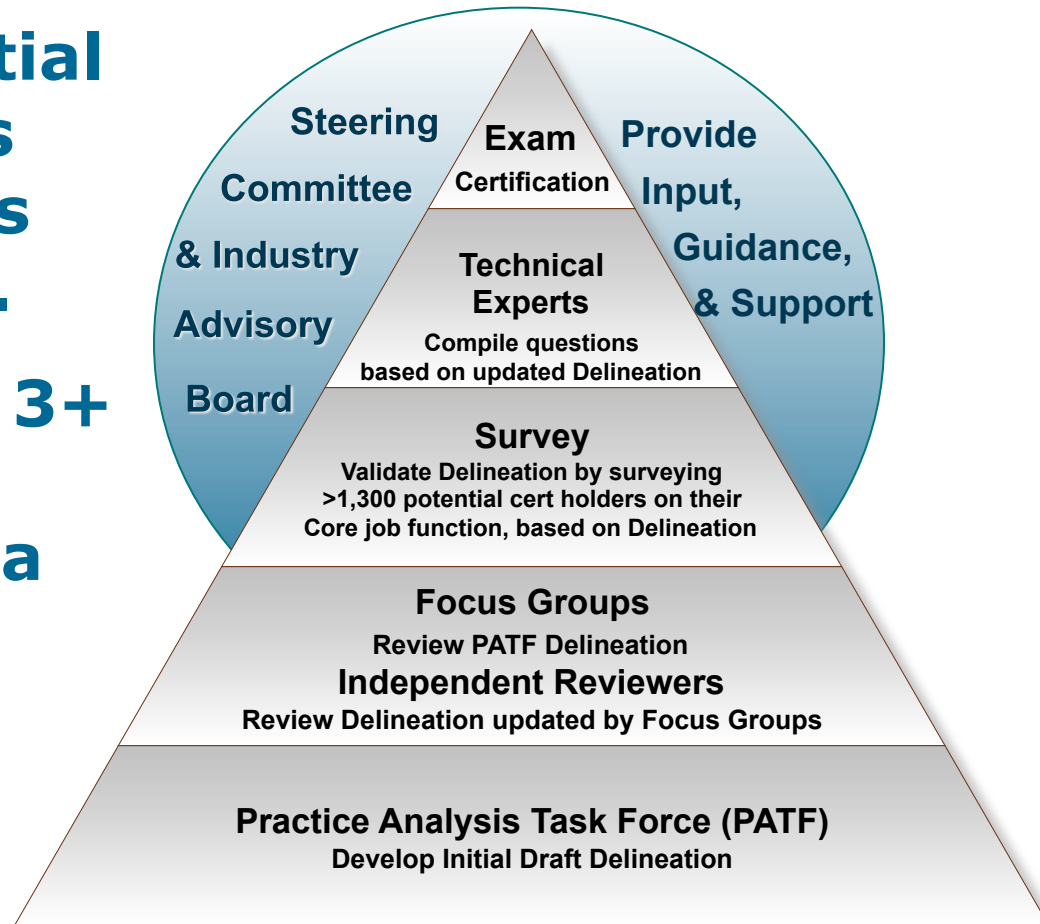 tial
s
s
3+
a
Steering
Committee
& Industry
Advisory
Board
Exam
Certification
Provide
Input,
Guidance,
& Support
Technical
Experts
Compile questions
based on updated Delineation
Survey
Validate Delineation by surveying
>1,300 potential cert holders on their
Core job function, based on Delineation
Focus Groups
Review PATF Delineation
Independent Reviewers
Review Delineation updated by Focus Groups
Practice Analysis Task Force (PATF)
Develop Initial Draft Delineation